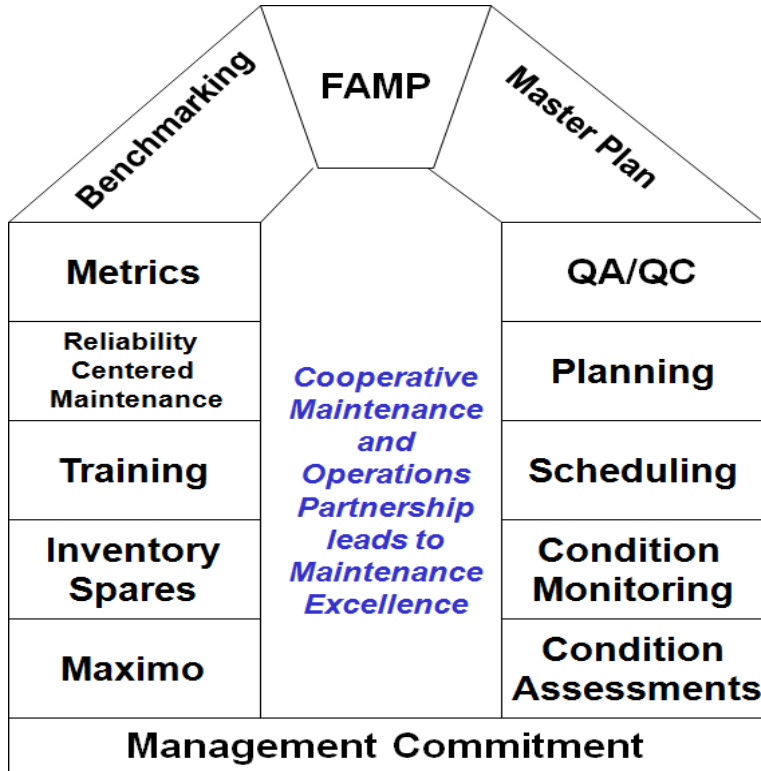 Benchmarking
FAMP
Master Plan
Metrics
Reliability
Centered
Maintenance
Training
Inventory
Spares
Maximo
Cooperative
Maintenance
and
Operations
Partnership
leads to
Maintenance
Excellence
QA/QC
Planning
Scheduling
Condition
Monitoring
Condition
Assessments
Management Commitment